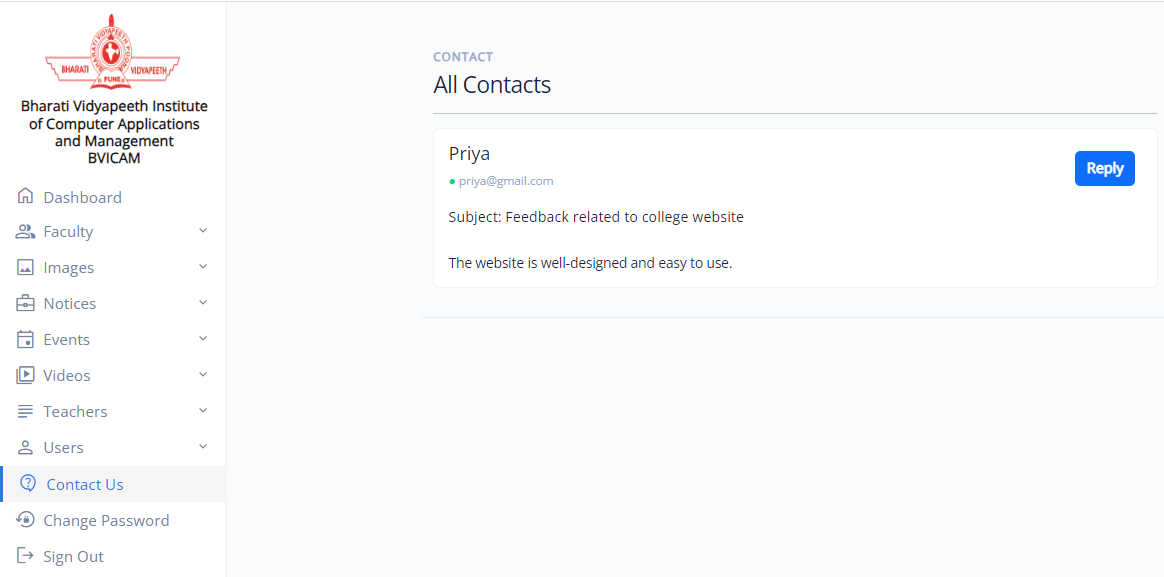 BHARATI VIDYAPEETH
PUNE
Bharati Vidyapeeth Institute
of Computer Applications
and Management
BVICAM
Dashboard
Faculty
Images
Notices
Events
Videos
Teachers
Users
Contact Us
Change Password
Sign Out
CONTACT
All Contacts
Priya
priya@gmail.com
Reply
Subject: Feedback related to college website
The website is well-designed and easy to use.